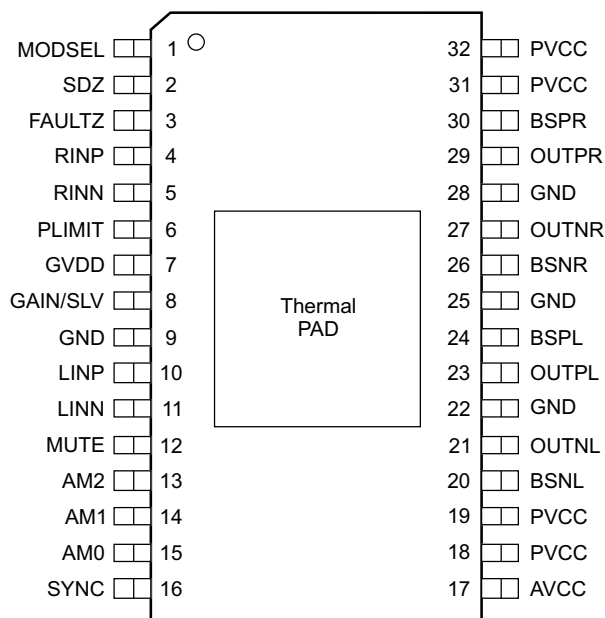 MODSEL 1 32 PVCC
SDZ 2 31 PVCC
FAULTZ 3 30 BSPR
RINP 4 29 OUTPR
RINN 5 28 GND
PLIMIT 6 27 OUTNR
GVDD 7 26 BSNR
GAIN/SLV 8 25 GND
Thermal
PAD
GND 9 24 BSPL
LINP 10 23 OUTPL
LINN 11 22 GND
MUTE 12 21 OUTNL
AM2 13 20 BSNL
AM1 14 19 PVCC
AM0 15 18 PVCC
SYNC 16 17 AVCC